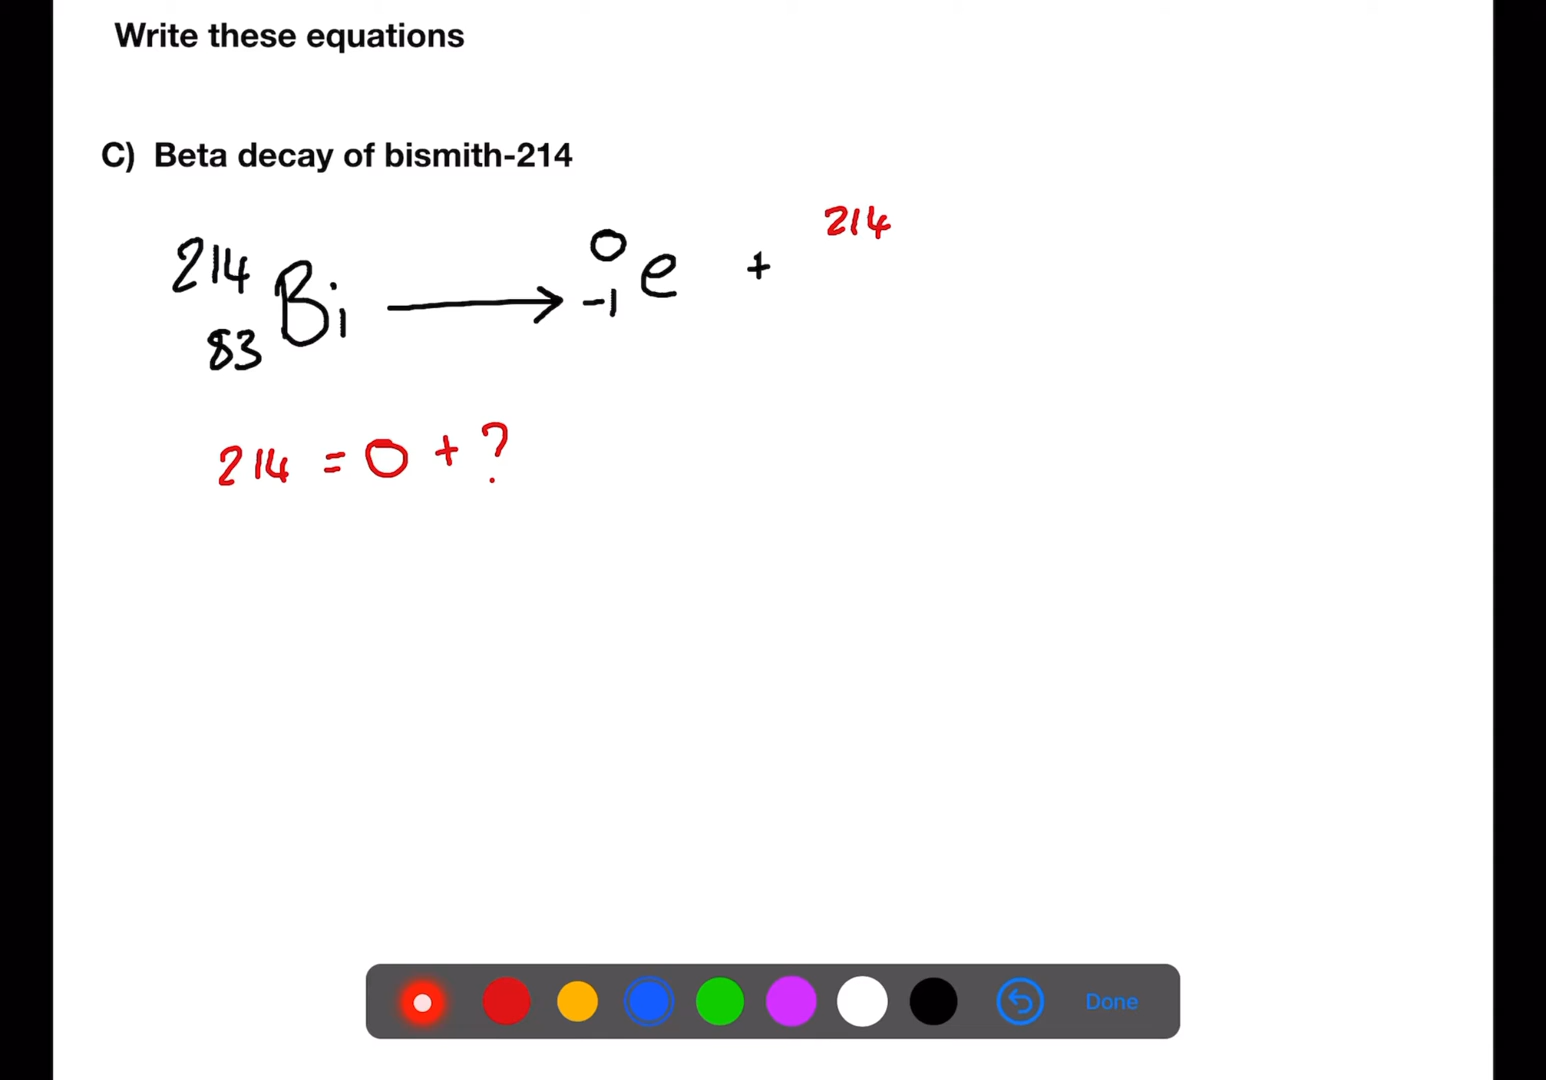 Write these equations
C) Beta decay of bismith-214
214 83 Bi ⟶ 0 -1 e + 214
214 = 0 + ?
Done